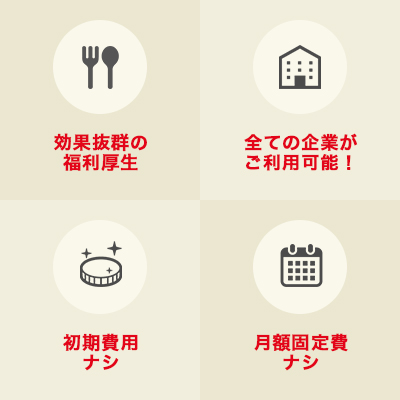 効果抜群の
福利厚生
全ての企業が
ご利用可能！
初期費用
ナシ
月額固定費
ナシ